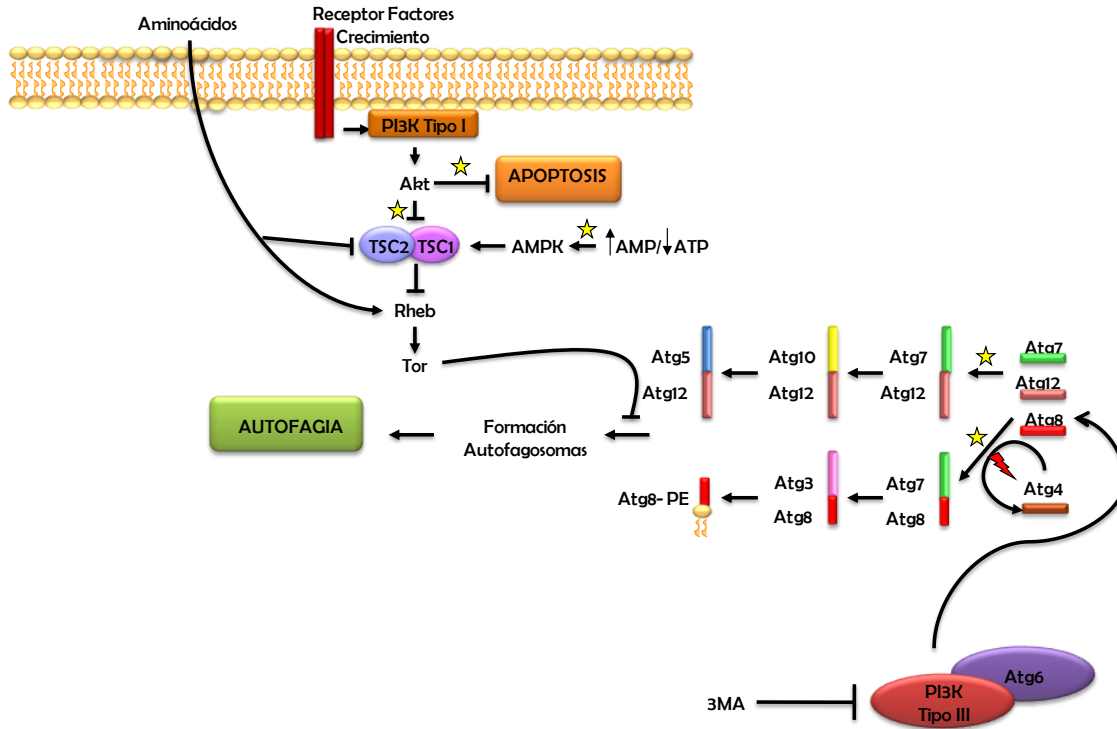 Aminoácidos
Receptor Factores
Crecimiento
PI3K Tipo I
Akt
APOPTOSIS
TSC2
TSC1
AMPK
↑AMP/↓ATP
Rheb
Tor
AUTOFAGIA
Formación
Autofagosomas
Atg5
Atg12
Atg10
Atg12
Atg7
Atg12
Atg7
Atg12
Atg8
Atg8- PE
Atg3
Atg8
Atg7
Atg8
Atg4
3MA
PI3K
Tipo III
Atg6